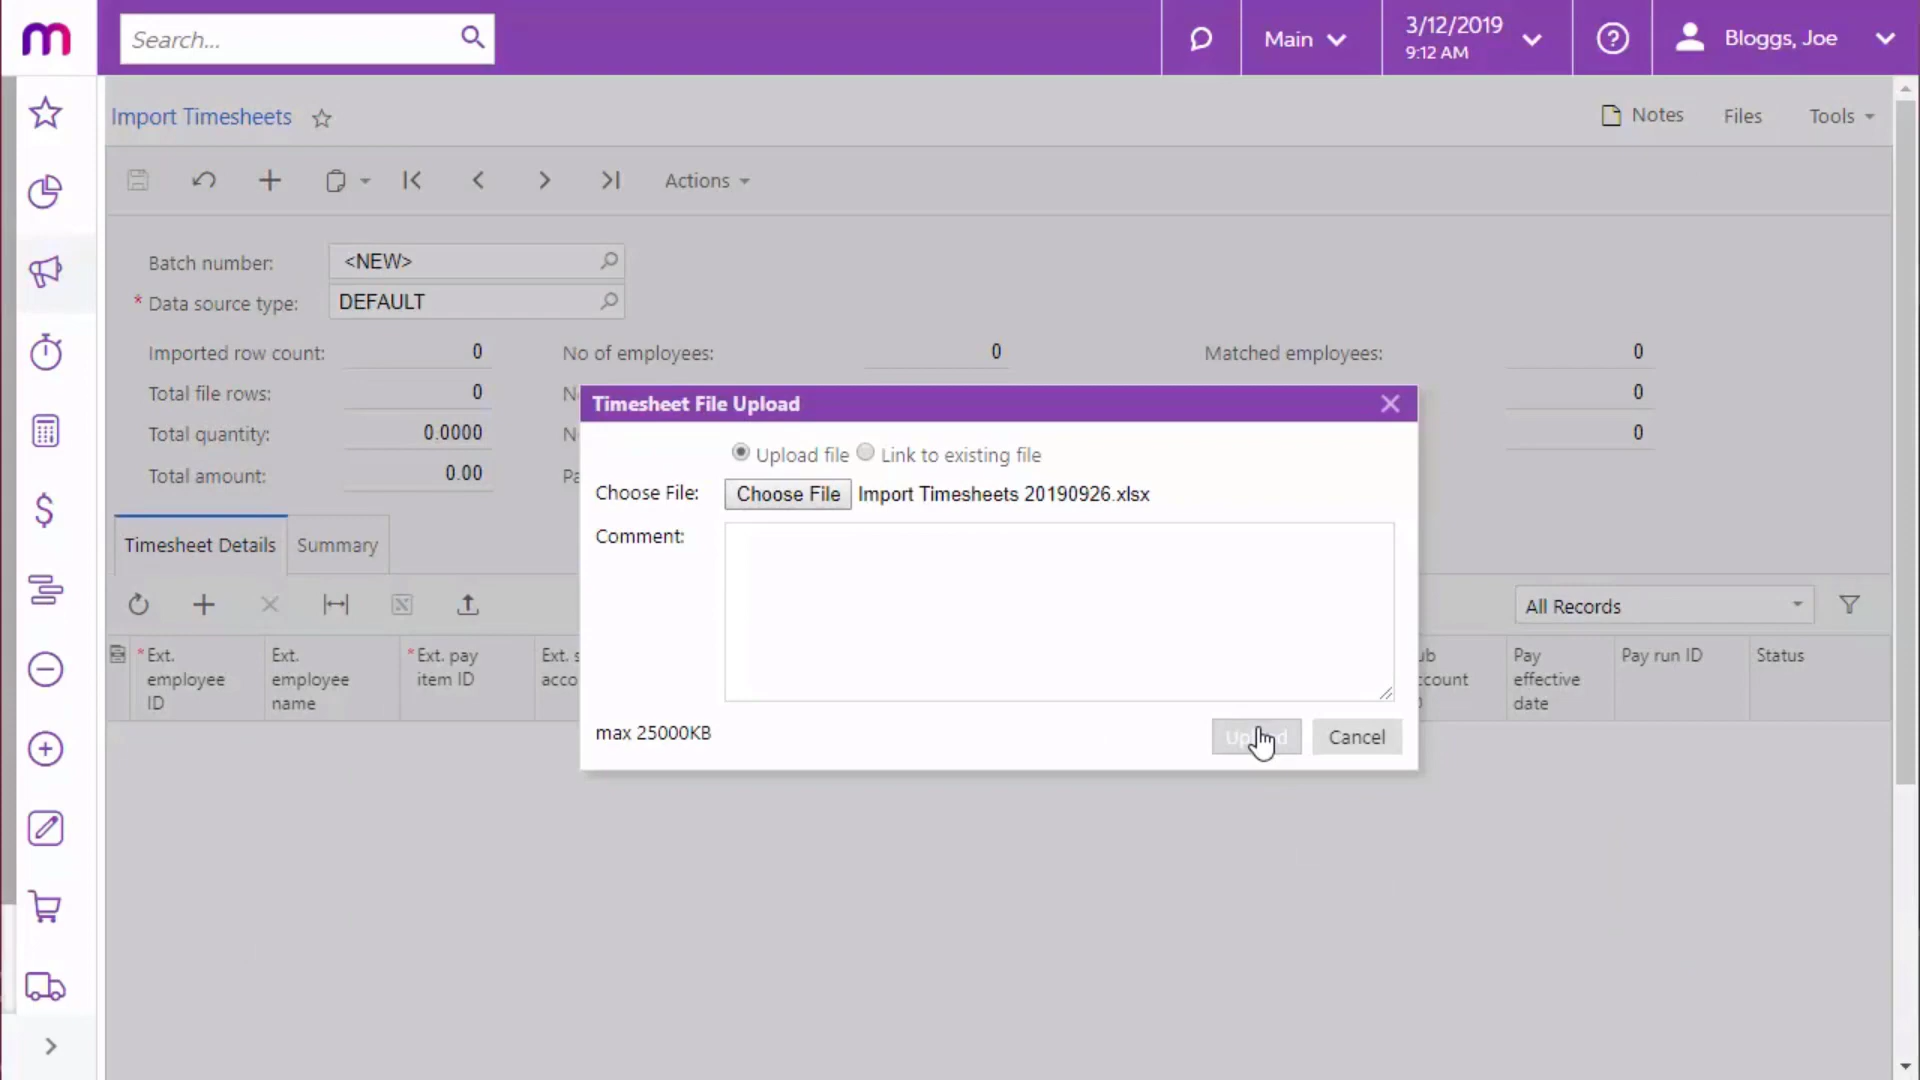 Search...
Main
3/12/2019
9:12 AM
Bloggs, Joe
Import Timesheets
Notes
Files
Tools
Actions
Batch number:
<NEW>
* Data source type:
DEFAULT
Imported row count:
0
No of employees:
0
Matched employees:
0
Total file rows:
0
0
Total quantity:
0.0000
0
Total amount:
0.00
Timesheet File Upload
Upload file
Link to existing file
Choose File:
Choose File
Import Timesheets 20190926.xlsx
Comment:
max 25000KB
Cancel
Timesheet Details
Summary
All Records
* Ext.
employee
ID
Ext.
employee
name
* Ext. pay
item ID
Pay
effective
date
Pay run ID
Status